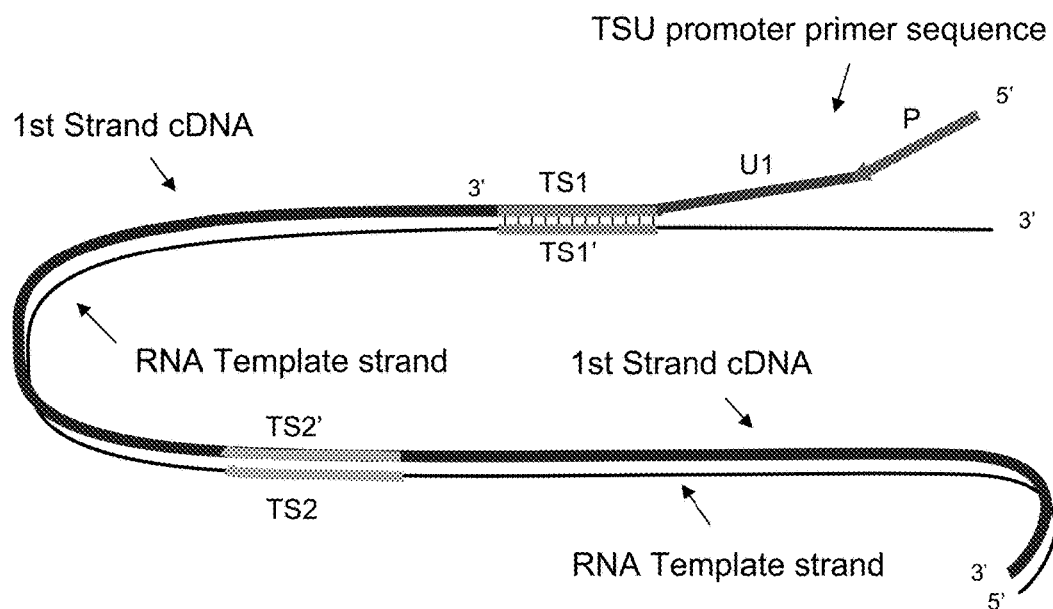 TSU promoter primer sequence
5’
P
1st Strand cDNA
U1
3’
TS1
3’
TS1’
RNA Template strand
1st Strand cDNA
TS2’
TS2
RNA Template strand
3’
5’